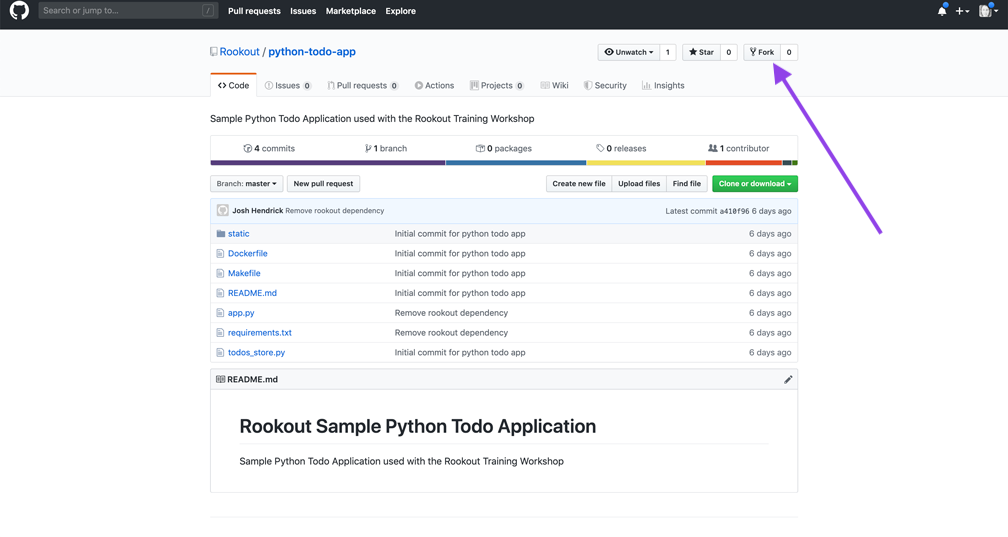 Search or jump to... / Pull requests Issues Marketplace Explore
Rookout / python-todo-app Unwatch 1 Star 0 Fork 0
Code Issues 0 Pull requests 0 Actions Projects 0 Wiki Security Insights
Sample Python Todo Application used with the Rookout Training Workshop
4 commits 1 branch 0 packages 0 releases 1 contributor
Branch: master New pull request Create new file Upload files Find file Clone or download
Josh Hendrick Remove rookout dependency Latest commit a410f96 6 days ago
static Initial commit for python todo app 6 days ago
Dockerfile Initial commit for python todo app 6 days ago
Makefile Initial commit for python todo app 6 days ago
README.md Initial commit for python todo app 6 days ago
app.py Remove rookout dependency 6 days ago
requirements.txt Remove rookout dependency 6 days ago
todos_store.py Initial commit for python todo app 6 days ago
README.md
Rookout Sample Python Todo Application
Sample Python Todo Application used with the Rookout Training Workshop